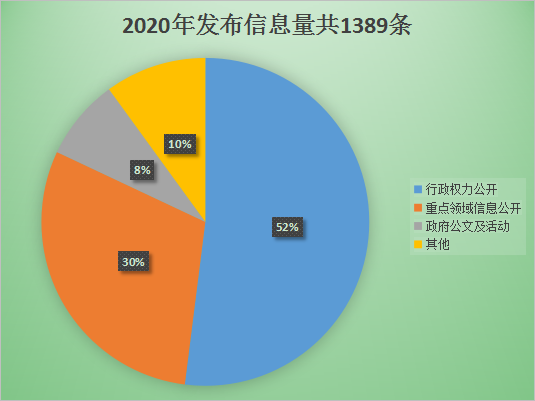 2020年发布信息量共1389条
10%
8%
52%
30%
行政权力公开
重点领域信息公开
政府公文及活动
其他